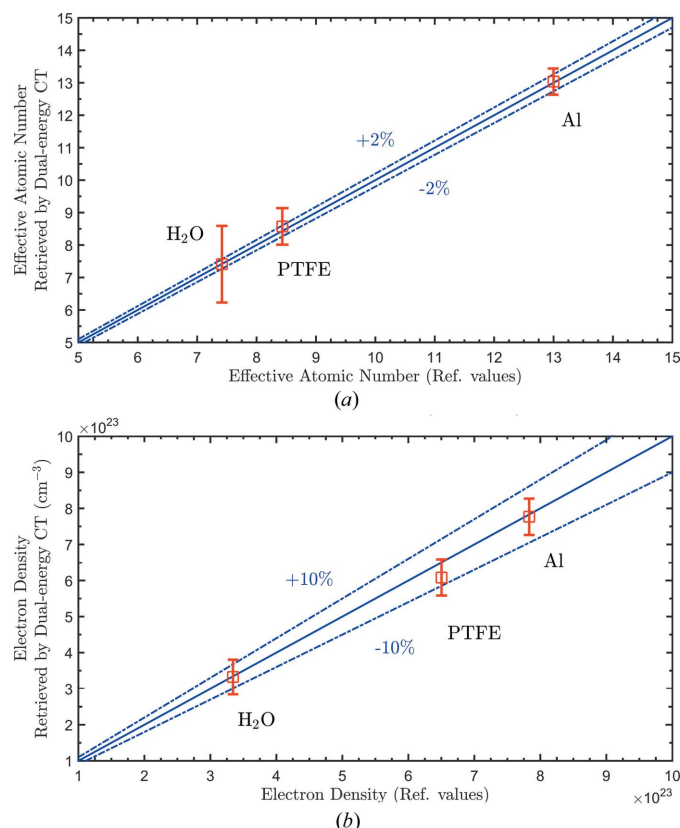 15
14
13
12
11
10
9
8
7
6
5
Effective Atomic Number
Retrieved by Dual-energy CT
+2%
-2%
Al
H₂O
PTFE
5 6 7 8 9 10 11 12 13 14 15
Effective Atomic Number (Ref. values)
(a)
×10²³
10
9
8
7
6
5
4
3
2
1
Electron Density
Retrieved by Dual-energy CT (cm⁻³)
+10%
-10%
Al
PTFE
H₂O
1 2 3 4 5 6 7 8 9 10
Electron Density (Ref. values)
×10²³
(b)